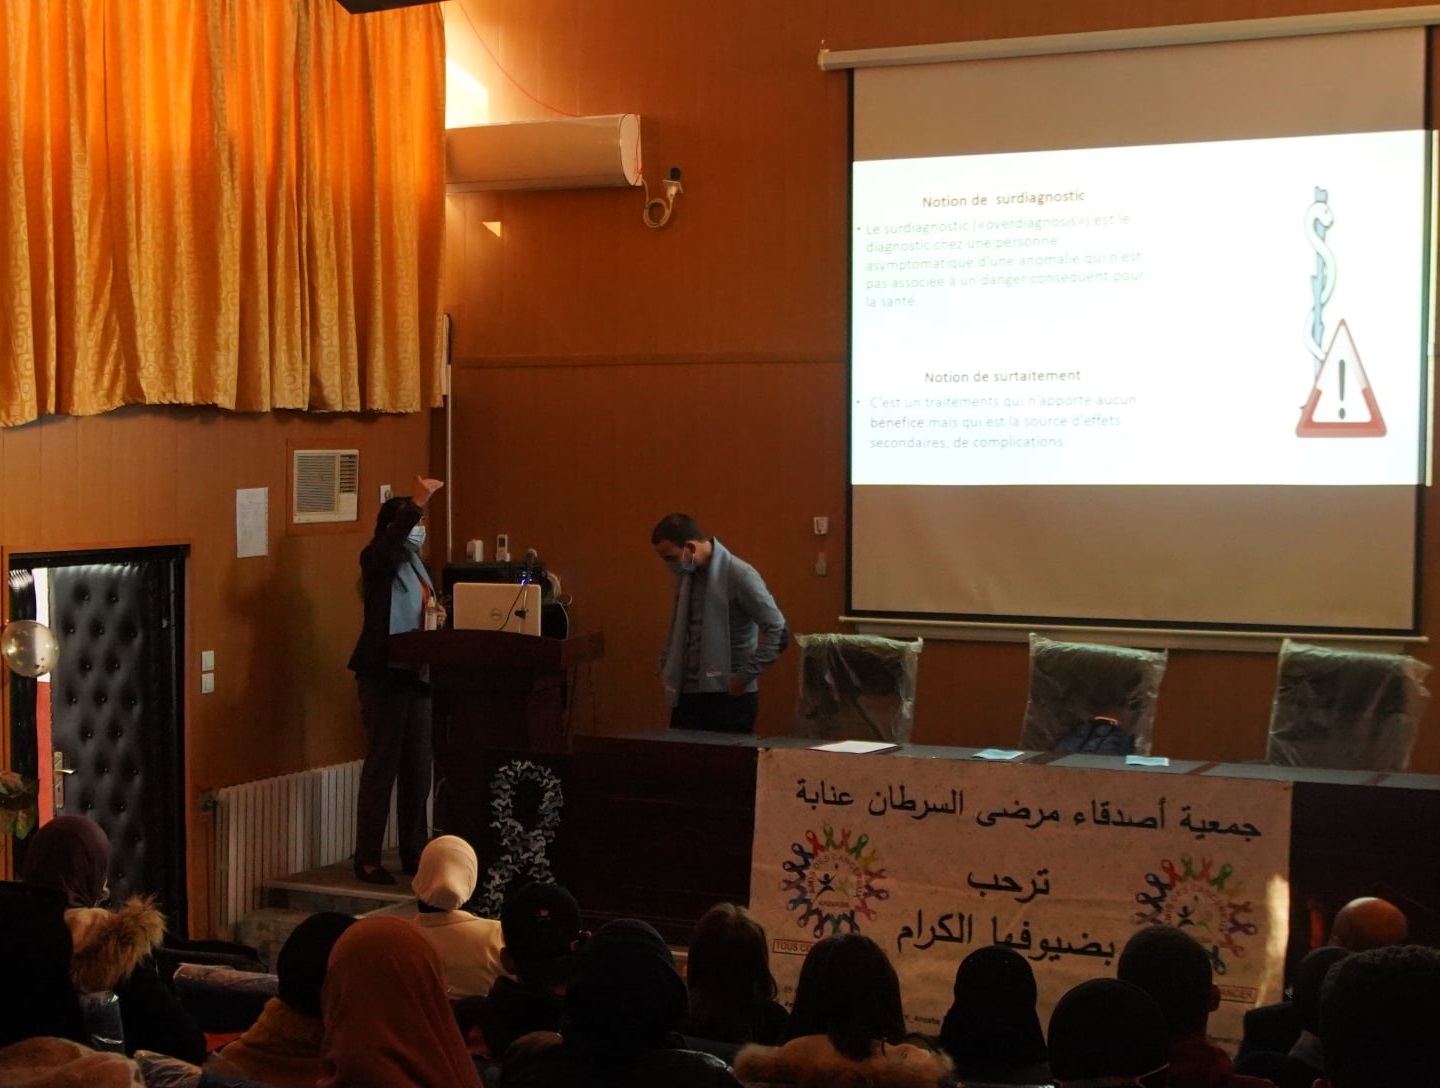 Notion de surdiagnostic
• Le surdiagnostic («overdiagnosis») est le
diagnostic chez une personne
asymptomatique d'une anomalie qui n'est
pas associée à un danger conséquent pour
la santé.
Notion de surtaitement
• C'est un traitements qui n'apporte aucun
bénéfice mais qui est la source d'effets
secondaires, de complications.
جمعية أصدقاء مرضى السرطان عنابة
ترحب
بضيوفها الكرام
TOUS
CANCER